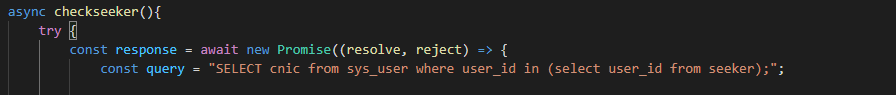 async checkseeker(){
try {
const response = await new Promise((resolve, reject) => {
const query = "SELECT cnic from sys_user where user_id in (select user_id from seeker);";